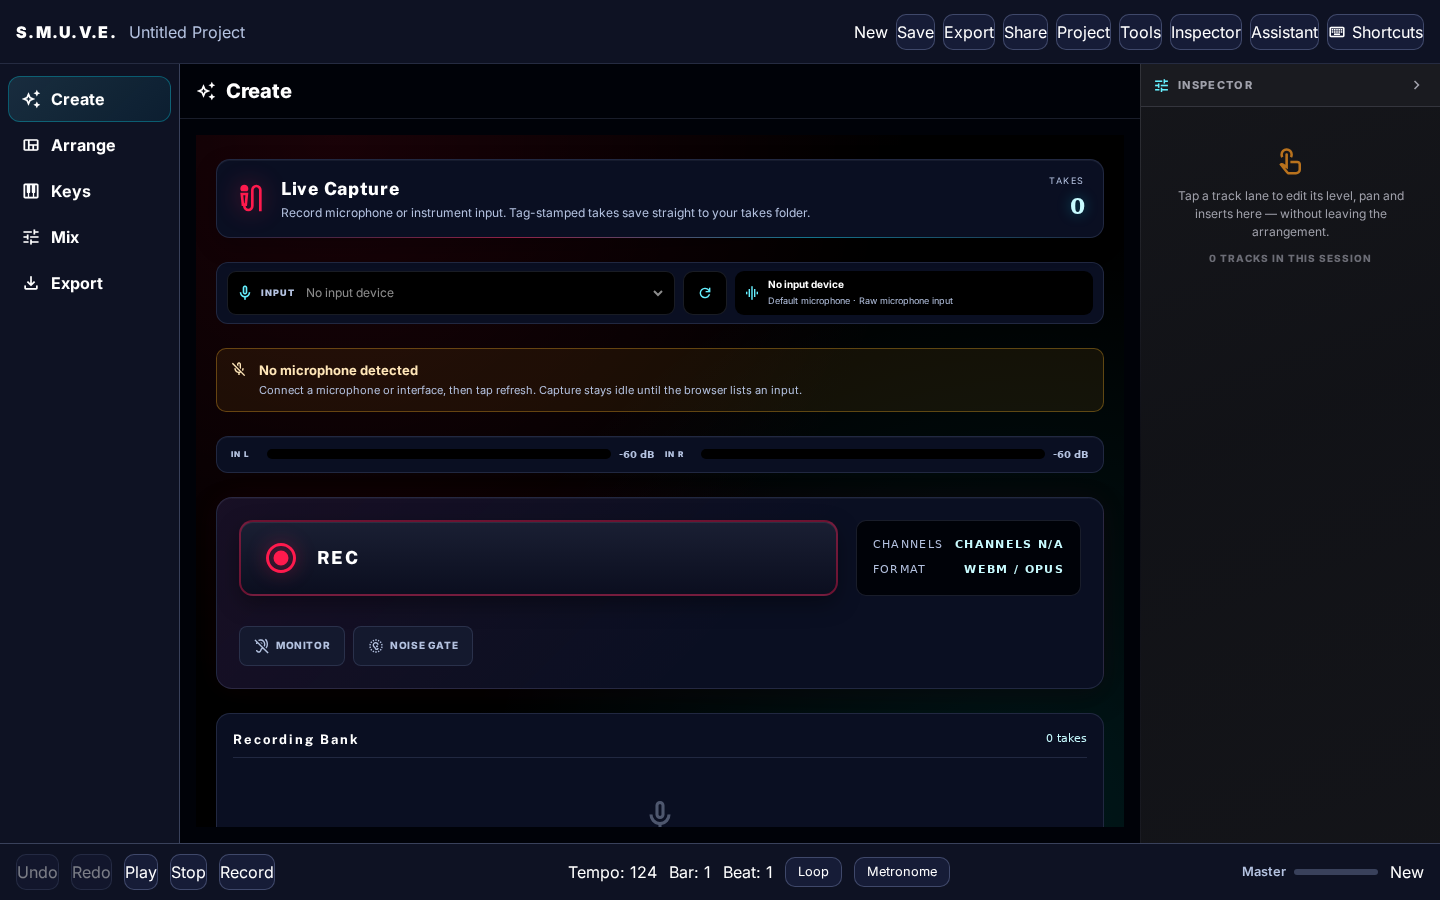 S.M.U.V.E. Untitled Project
New Save Export Share Project Tools Inspector Assistant Shortcuts
Create
Arrange
Keys
Mix
Export
Create
Live Capture
Record microphone or instrument input. Tag-stamped takes save straight to your takes folder.
TAKES
0
INPUT No input device
No input device
Default microphone · Raw microphone input
No microphone detected
Connect a microphone or interface, then tap refresh. Capture stays idle until the browser lists an input.
IN L -60 dB IN R -60 dB
REC
CHANNELS CHANNELS N/A
FORMAT WEBM / OPUS
MONITOR NOISE GATE
Recording Bank 0 takes
INSPECTOR
Tap a track lane to edit its level, pan and
inserts here — without leaving the
arrangement.
0 TRACKS IN THIS SESSION
Undo Redo Play Stop Record Tempo: 124 Bar: 1 Beat: 1 Loop Metronome Master New